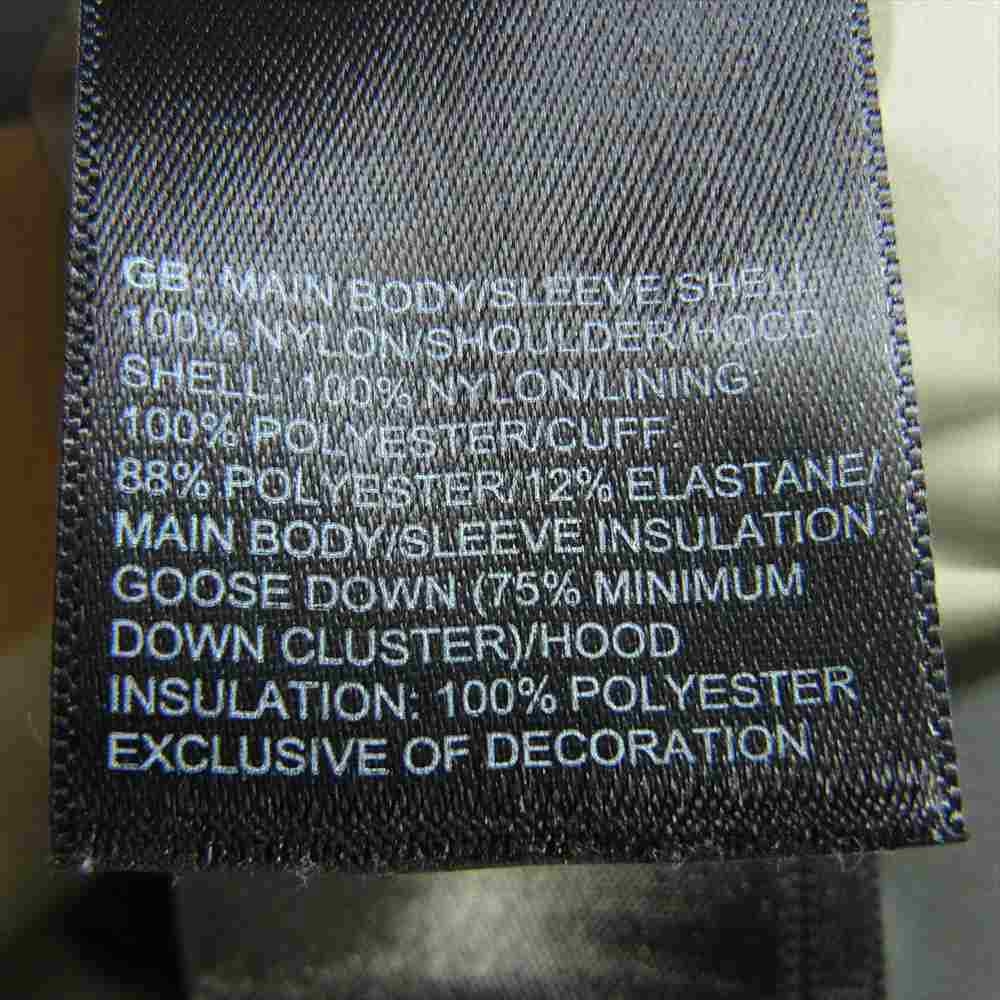 GB: MAIN BODY/SLEEVE/SHELL
100% NYLON/SHOULDER/HOOD
SHELL: 100% NYLON/LINING
100% POLYESTER/CUFF:
88% POLYESTER/12% ELASTANE/
MAIN BODY/SLEEVE INSULATION
GOOSE DOWN (75% MINIMUM
DOWN CLUSTER)/HOOD
INSULATION: 100% POLYESTER
EXCLUSIVE OF DECORATION